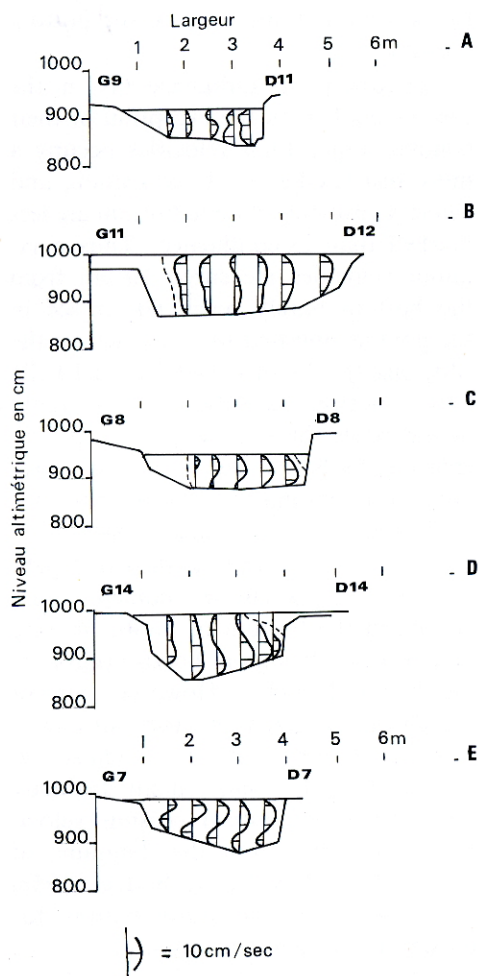 Largeur
1 2 3 4 5 6m A
1000 G9 D11
900
800
B
G11 D12
1000
900
800
C
G8 D8
1000
900
800
D
G14 D14
1000
900
800
1 2 3 4 5 6m
E
G7 D7
1000
900
800
Niveau altimétrique en cm
= 10 cm/sec